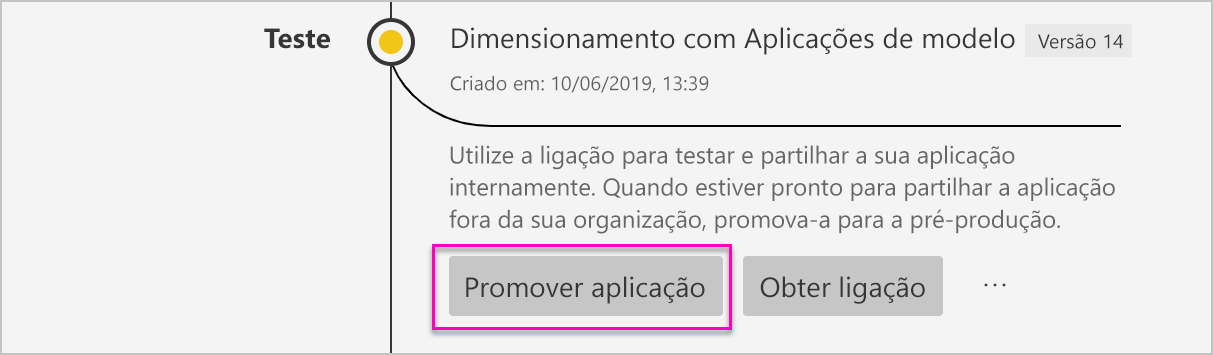 Teste
Dimensionamento com Aplicações de modelo Versão 14
Criado em: 10/06/2019, 13:39
Utilize a ligação para testar e partilhar a sua aplicação
internamente. Quando estiver pronto para partilhar a aplicação
fora da sua organização, promova-a para a pré-produção.
Promover aplicação Obter ligação ...